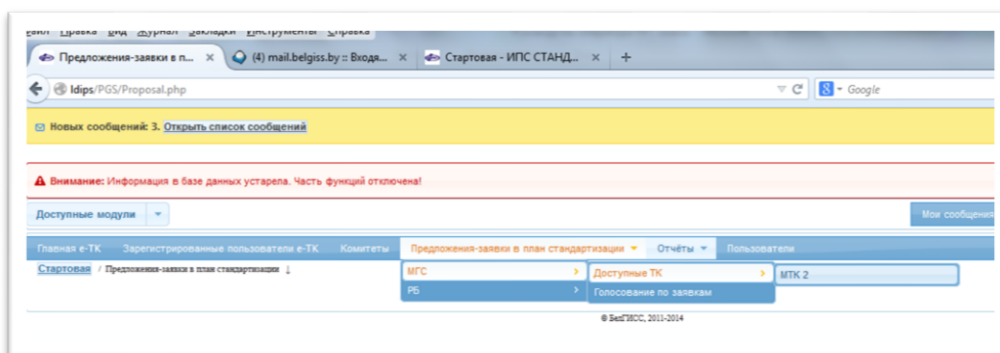 Файл Правка Вид Журнал Закладки Инструменты Справка
Предложения-заявки в п... × (4) mail.belgiss.by :: Входя... × Стартовая - ИПС СТАНД... × +
ldips/PGS/Proposal.php Google
Новых сообщений: 3. Открыть список сообщений
Внимание: Информация в базе данных устарела. Часть функций отключена!
Доступные модули Мои сообщения
Главная е-ТК Зарегистрированные пользователи е-ТК Комитеты Предложения-заявки в план стандартизации Отчёты Пользователи
Стартовая / Предложения-заявки в план стандартизации ↓ МГС Доступные ТК МТК 2
РБ Голосование по заявкам
© БелГИСС, 2011-2014